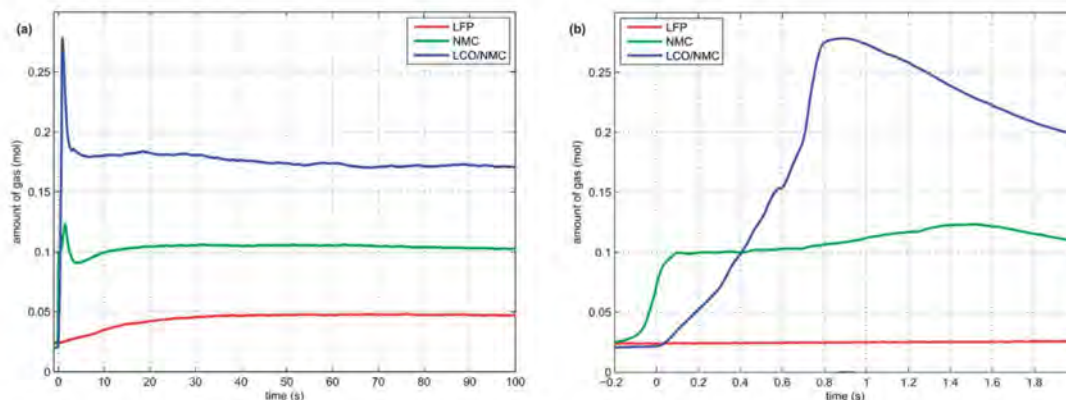 (a)
LFP
NMC
LCO/NMC
0.25
0.2
0.15
0.1
0.05
0
amount of gas (mol)
0 10 20 30 40 50 60 70 80 90 100
time (s)
(b)
LFP
NMC
LCO/NMC
0.25
0.2
0.15
0.1
0.05
0
amount of gas (mol)
−0.2 0 0.2 0.4 0.6 0.8 1 1.2 1.4 1.6 1.8
time (s)